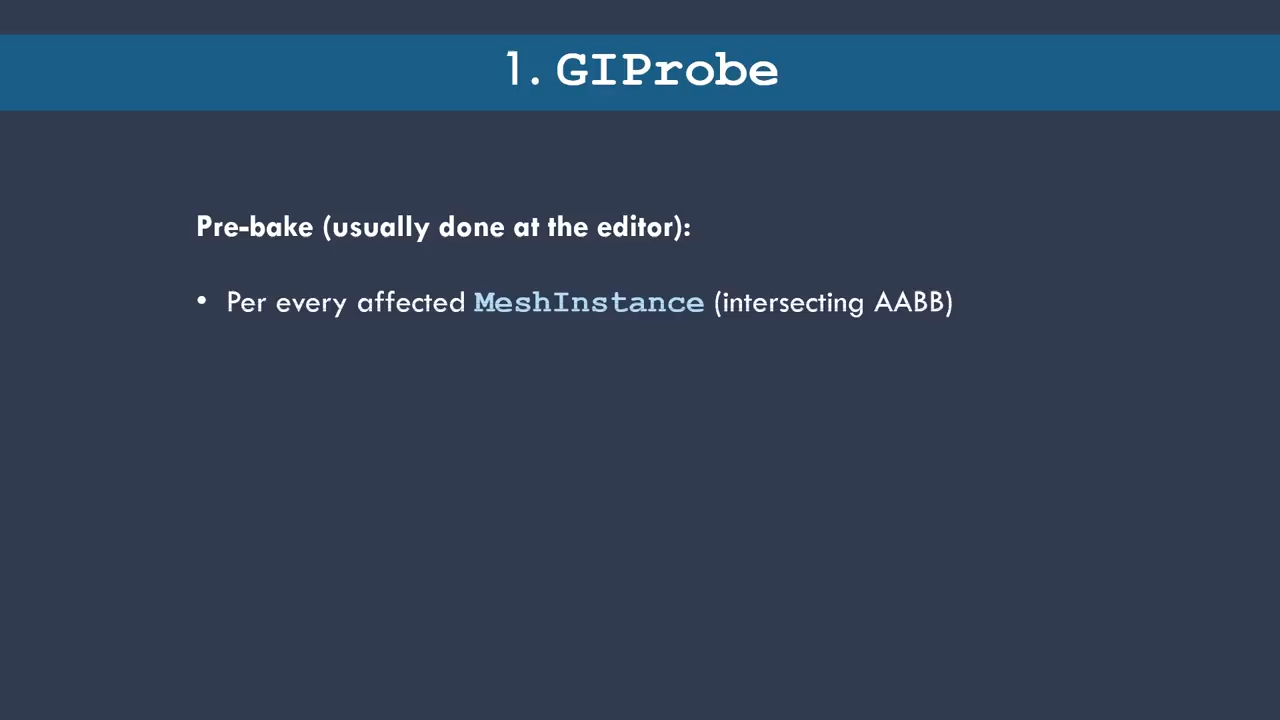 1. GIProbe
Pre-bake (usually done at the editor):
• Per every affected MeshInstance (intersecting AABB)